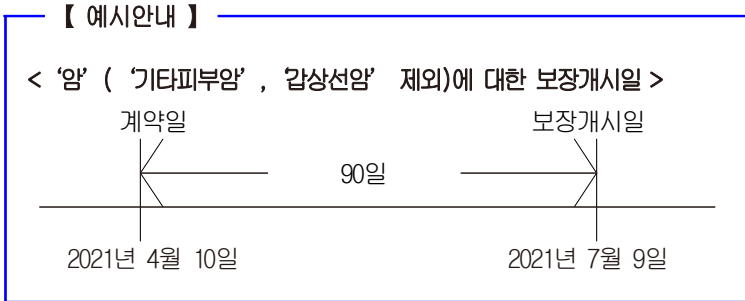 【 예시안내 】
< ‘암’ ( ‘기타피부암’ , ‘갑상선암’ 제외)에 대한 보장개시일 >
계약일 보장개시일
90일
2021년 4월 10일 2021년 7월 9일